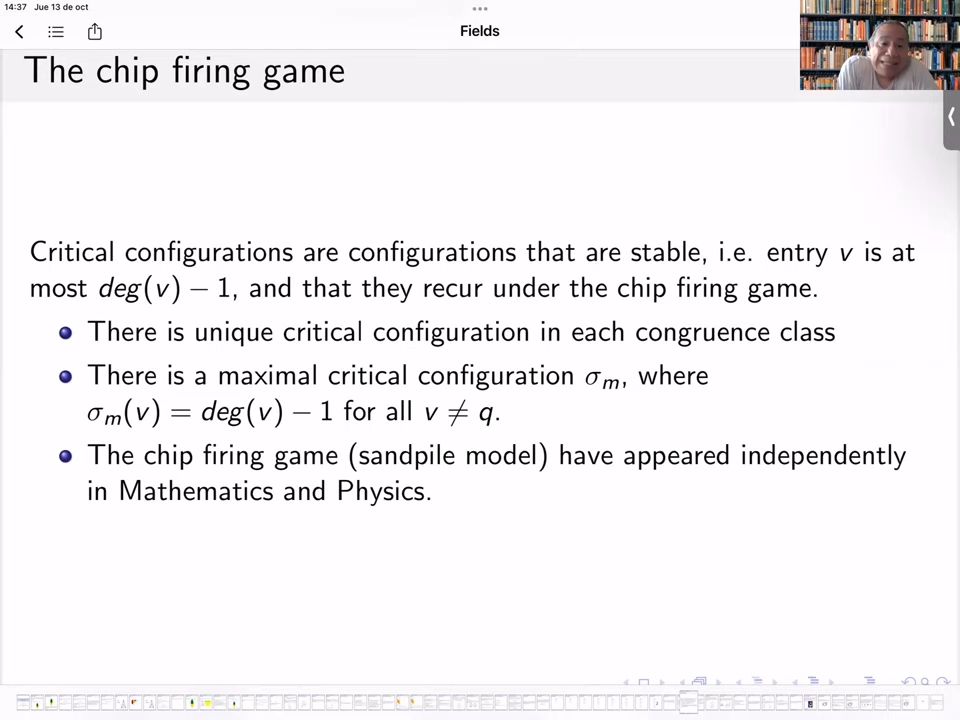 14:37 Jue 13 de oct
Fields
The chip firing game
Critical configurations are configurations that are stable, i.e. entry v is at
most deg(v) − 1, and that they recur under the chip firing game.
There is unique critical configuration in each congruence class
There is a maximal critical configuration σₘ, where
σₘ(v) = deg(v) − 1 for all v ≠ q.
The chip firing game (sandpile model) have appeared independently
in Mathematics and Physics.